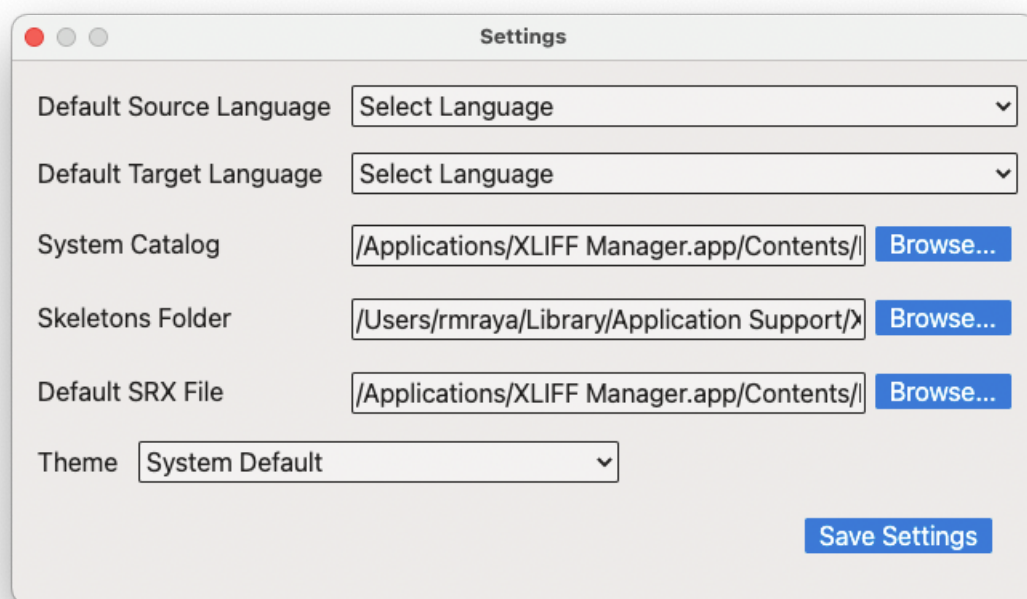 Settings
Default Source Language Select Language
Default Target Language Select Language
System Catalog /Applications/XLIFF Manager.app/Contents/ Browse...
Skeletons Folder /Users/rmraya/Library/Application Support/X Browse...
Default SRX File /Applications/XLIFF Manager.app/Contents/ Browse...
Theme System Default
Save Settings